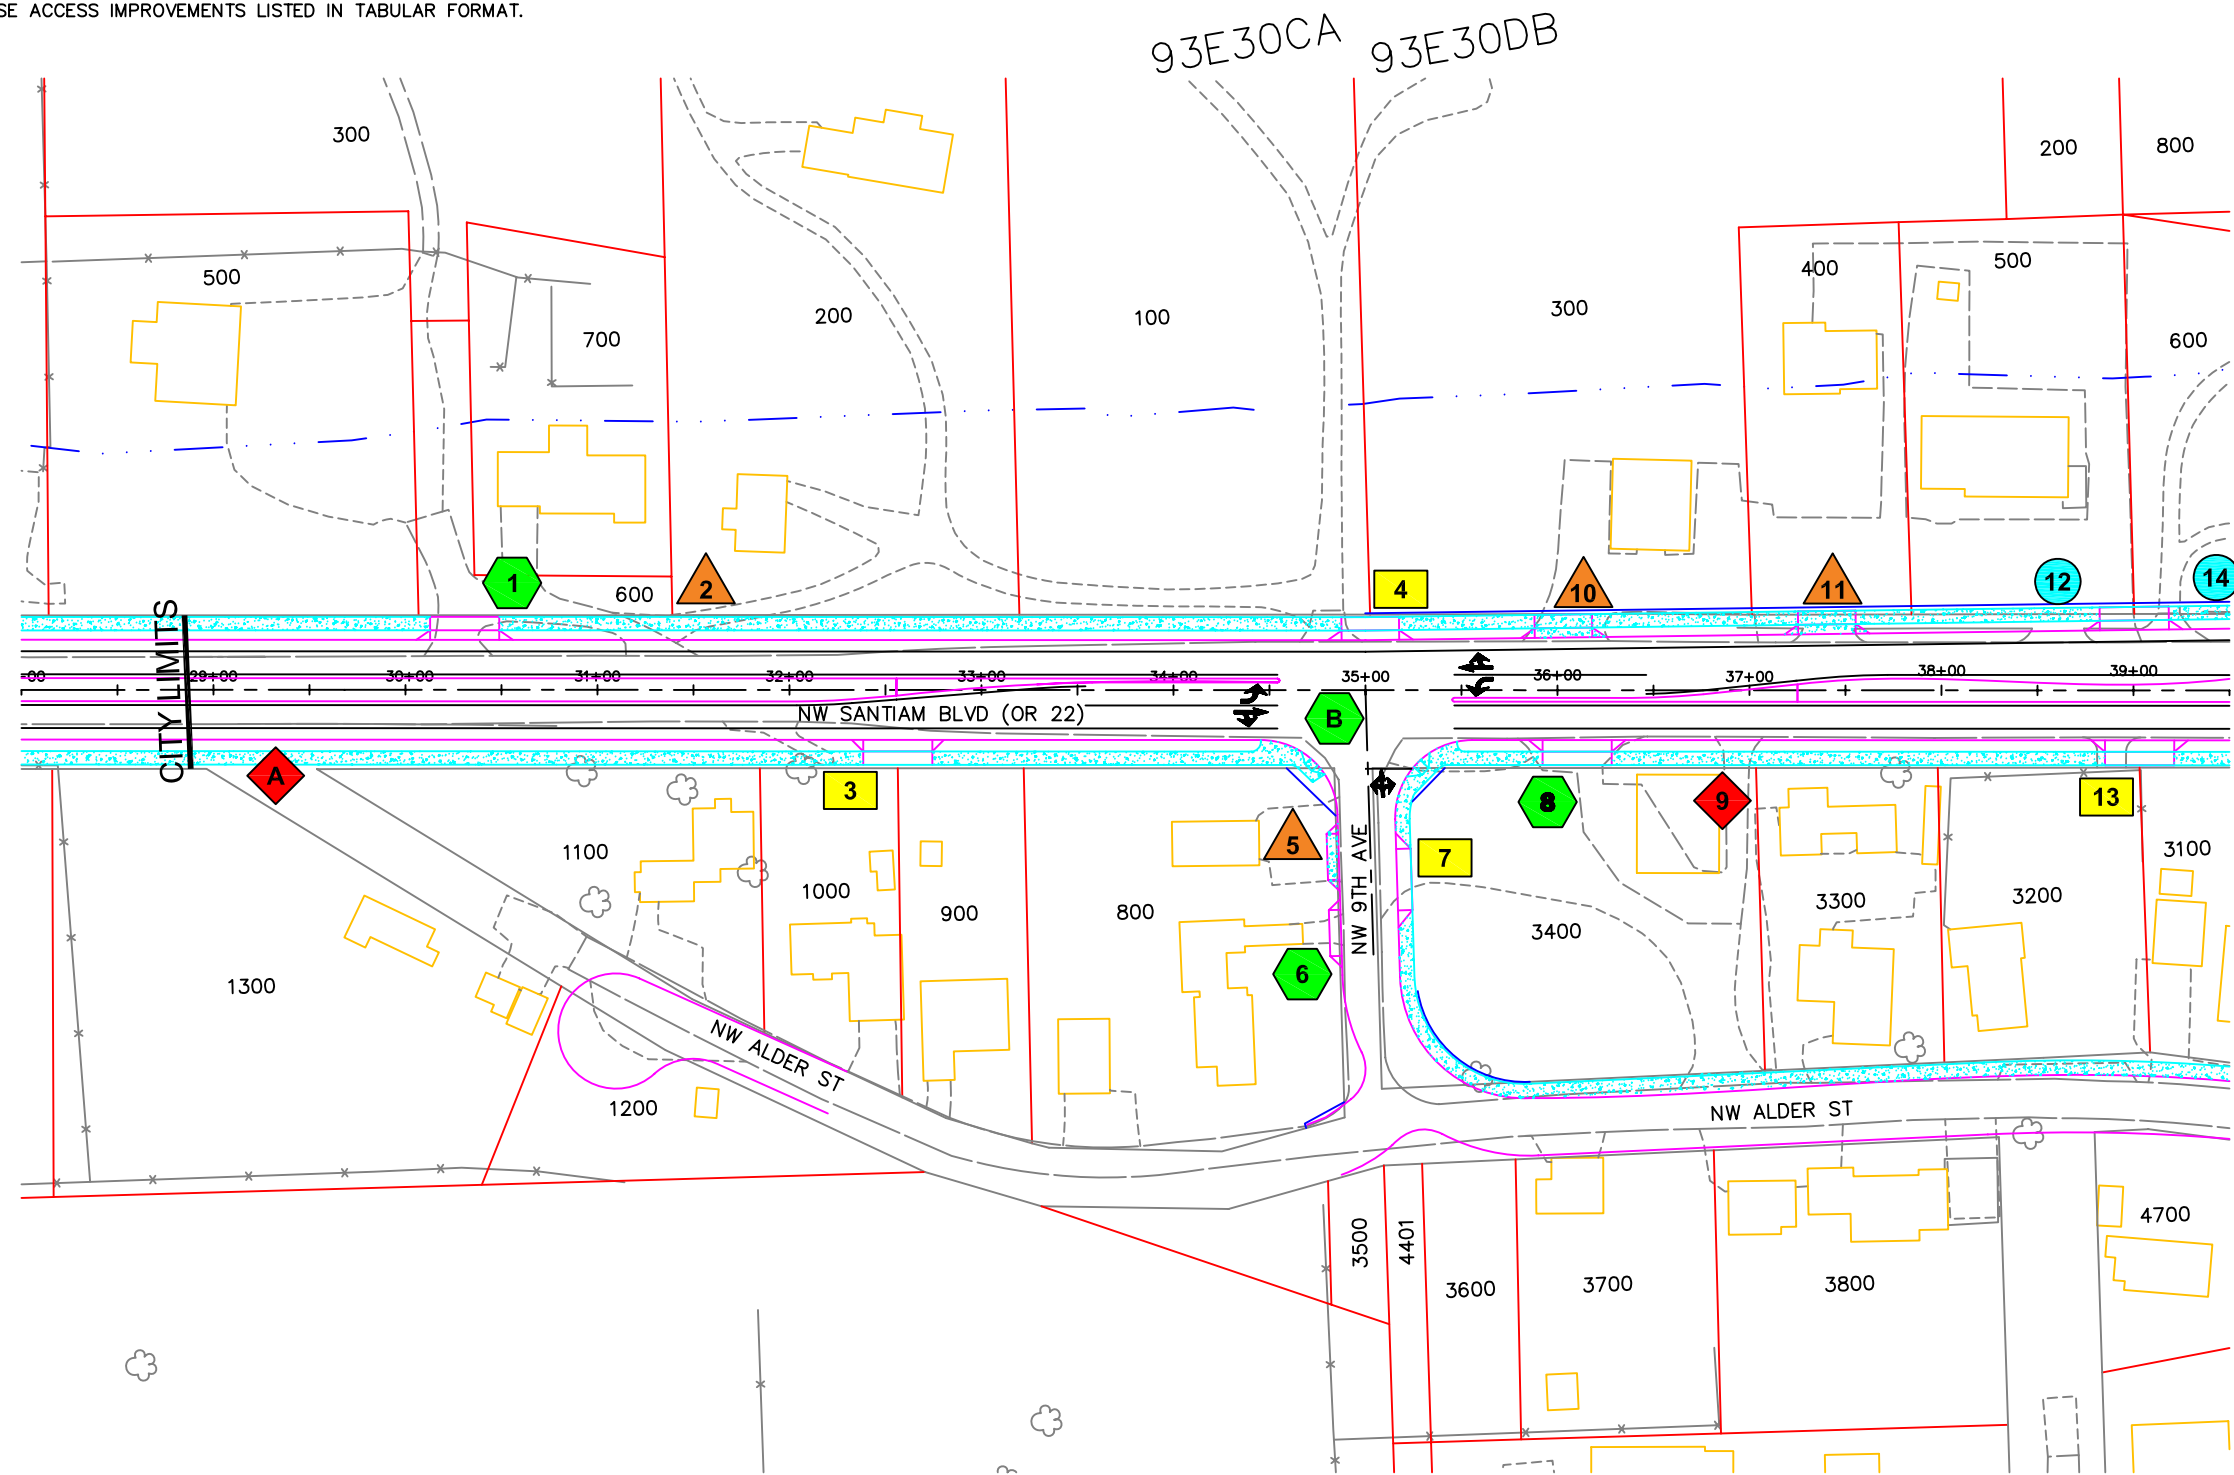 SE ACCESS IMPROVEMENTS LISTED IN TABULAR FORMAT.
93E30CA 93E30DB
300
200 800
500
400 500
700 200 100 300 600
1 2 4 10 11 12 14
600
CITY LIMITS
+00 29+00 30+00 31+00 32+00 33+00 34+00 35+00 36+00 37+00 38+00 39+00
NW SANTIAM BLVD (OR 22)
B
A 3 8 9 13
5 7
NW 9TH AVE
1100 1000 900 800 3400 3300 3200 3100
6
1300
NW ALDER ST
1200
NW ALDER ST
3500 4401 3600 3700 3800 4700